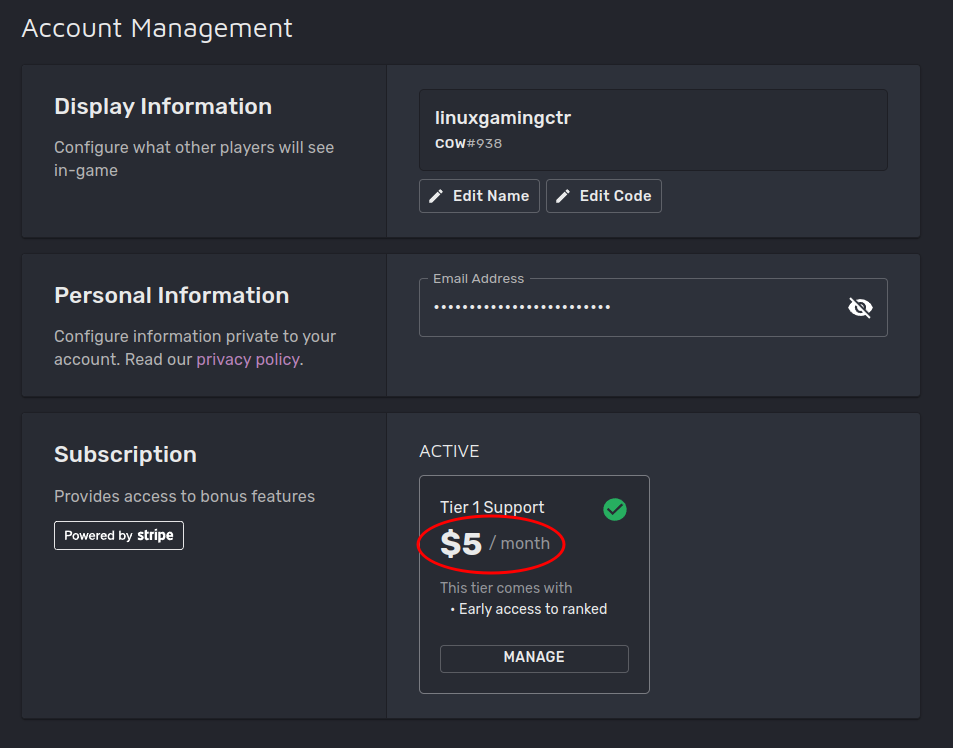 Account Management
Display Information
Configure what other players will see
in-game
linuxgamingctr
COW#938
Edit Name
Edit Code
Personal Information
Configure information private to your
account. Read our privacy policy.
Email Address
••••••••••••••••••••••••••
Subscription
Provides access to bonus features
Powered by stripe
ACTIVE
Tier 1 Support
$5 / month
This tier comes with
• Early access to ranked
MANAGE